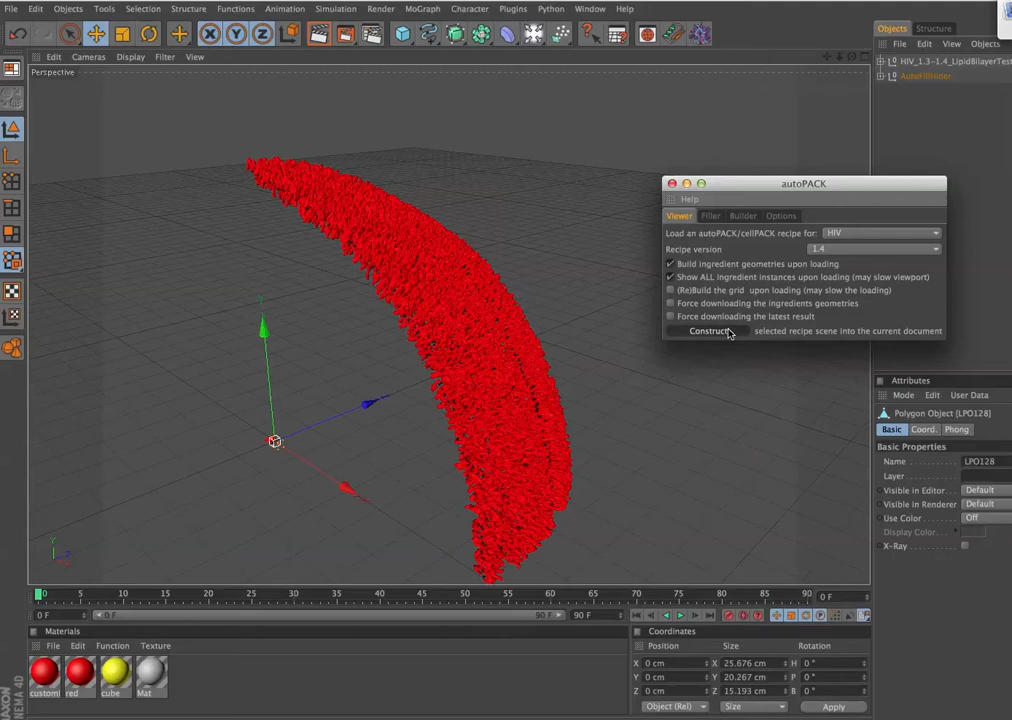 File Edit Objects Tools Selection Structure Functions Animation Simulation Render MoGraph Character Plugins Python Window Help
X Y Z
Objects Structure
File Edit View Objects
HIV_1.3-1.4_LipidBilayerTest
AutoFillHider
Edit Cameras Display Filter View
Perspective
autoPACK
Help
Viewer Filler Builder Options
Load an autoPACK/cellPACK recipe for: HIV
Recipe version 1.4
Build ingredient geometries upon loading
Show ALL ingredient instances upon loading (may slow viewport)
(Re)Build the grid upon loading (may slow the loading)
Force downloading the ingredients geometries
Force downloading the latest result
Construct selected recipe scene into the current document
Attributes
Mode Edit User Data
Polygon Object [LPO128]
Basic Coord. Phong
Basic Properties
Name LPO128
Layer
Visible in Editor Default
Visible in Renderer Default
Use Color Off
Display Color
X-Ray
Y
0 5 10 15 20 25 30 35 40 45 50 55 60 65 70 75 80 85 90 0 F
0 F 0 F 90 F 90 F
Materials
File Edit Function Texture
red cube Mat
Coordinates
Position Size Rotation
X 0 cm X 25.676 cm H 0 °
Y 0 cm Y 20.267 cm P 0 °
Z 0 cm Z 15.193 cm B 0 °
Object (Rel) Size Apply
MAXON
NEMA 4D